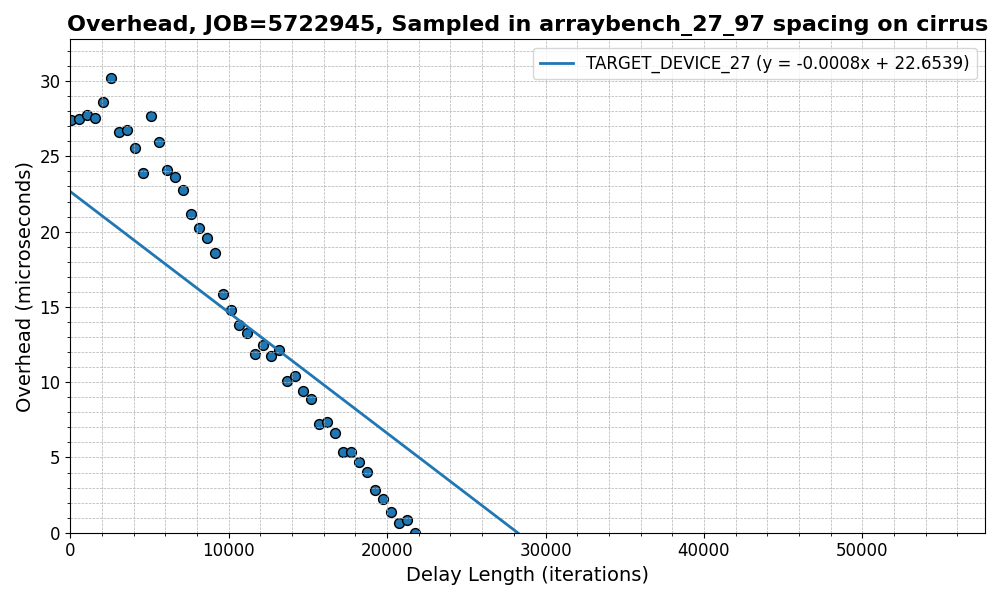 Overhead, JOB=5722945, Sampled in arraybench_27_97 spacing on cirrus
TARGET_DEVICE_27 (y = -0.0008x + 22.6539)
Overhead (microseconds)
30
25
20
15
10
5
0
0 10000 20000 30000 40000 50000
Delay Length (iterations)